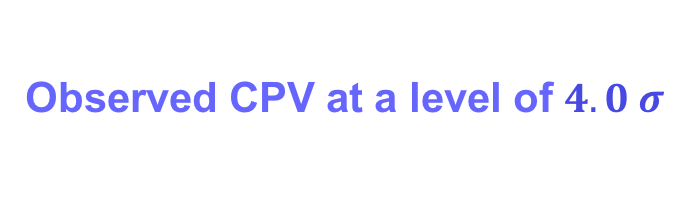 Observed CPV at a level of 4.0 σ